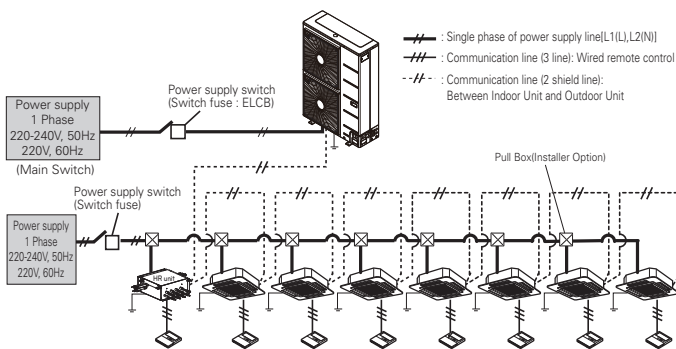 : Single phase of power supply line[L1(L),L2(N)]
: Communication line (3 line): Wired remote control
: Communication line (2 shield line):
Between Indoor Unit and Outdoor Unit
Power supply switch
(Switch fuse : ELCB)
Power supply
1 Phase
220-240V, 50Hz
220V, 60Hz
(Main Switch)
Pull Box(Installer Option)
Power supply switch
(Switch fuse)
Power supply
1 Phase
220-240V, 50Hz
220V, 60Hz
HR unit